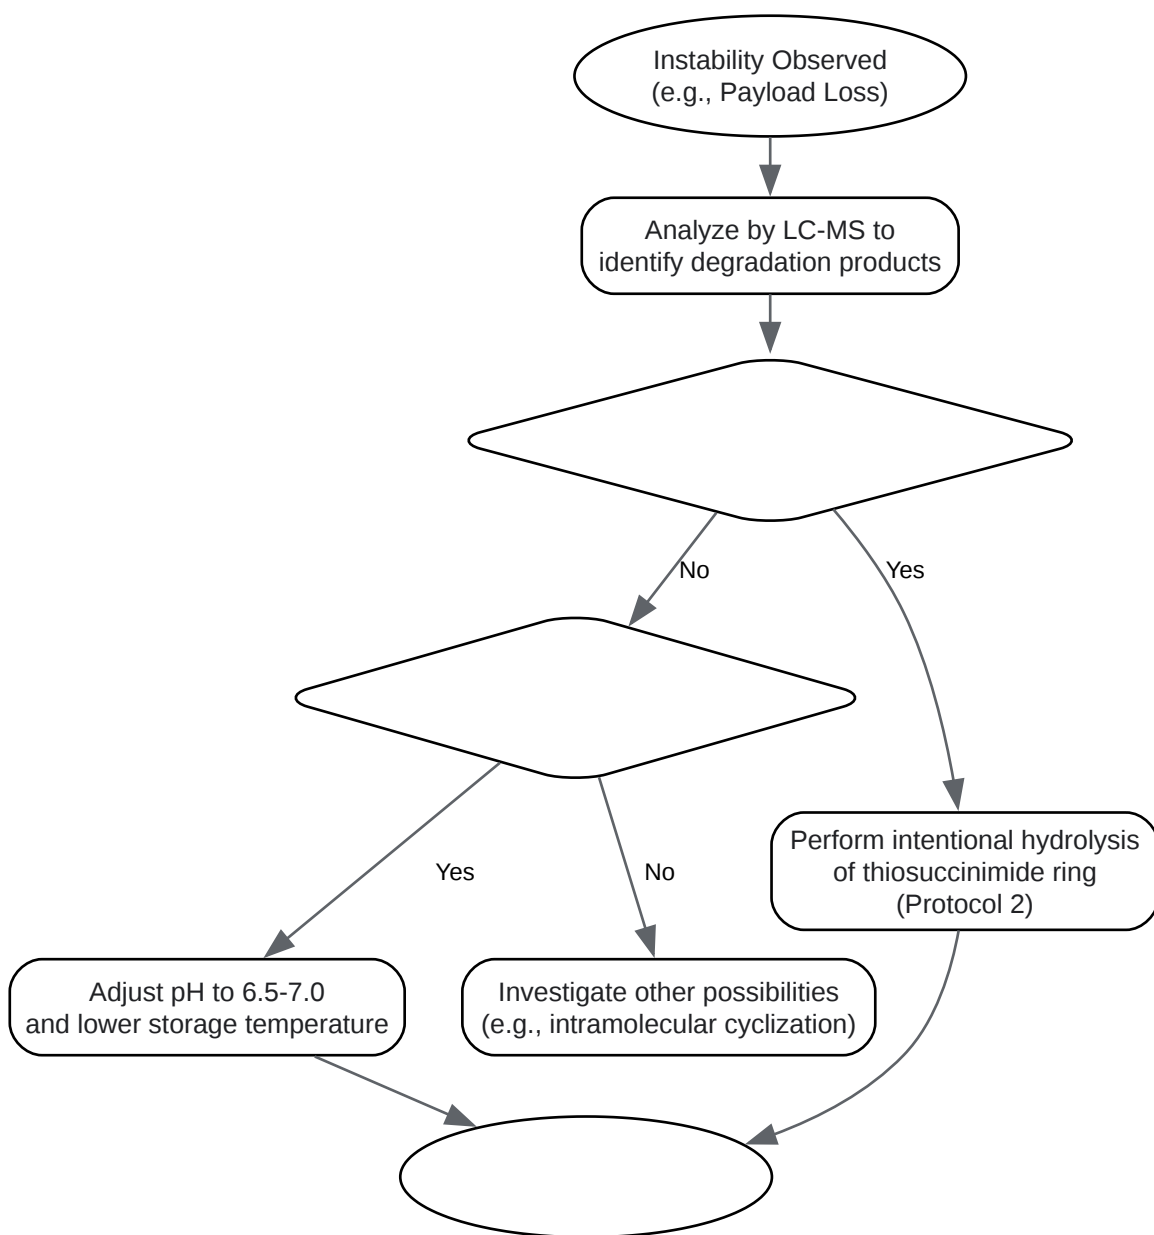 Instability Observed
(e.g., Payload Loss)
Analyze by LC-MS to
identify degradation products
No
Yes
Yes
No
Perform intentional hydrolysis
of thiosuccinimide ring
(Protocol 2)
Adjust pH to 6.5-7.0
and lower storage temperature
Investigate other possibilities
(e.g., intramolecular cyclization)